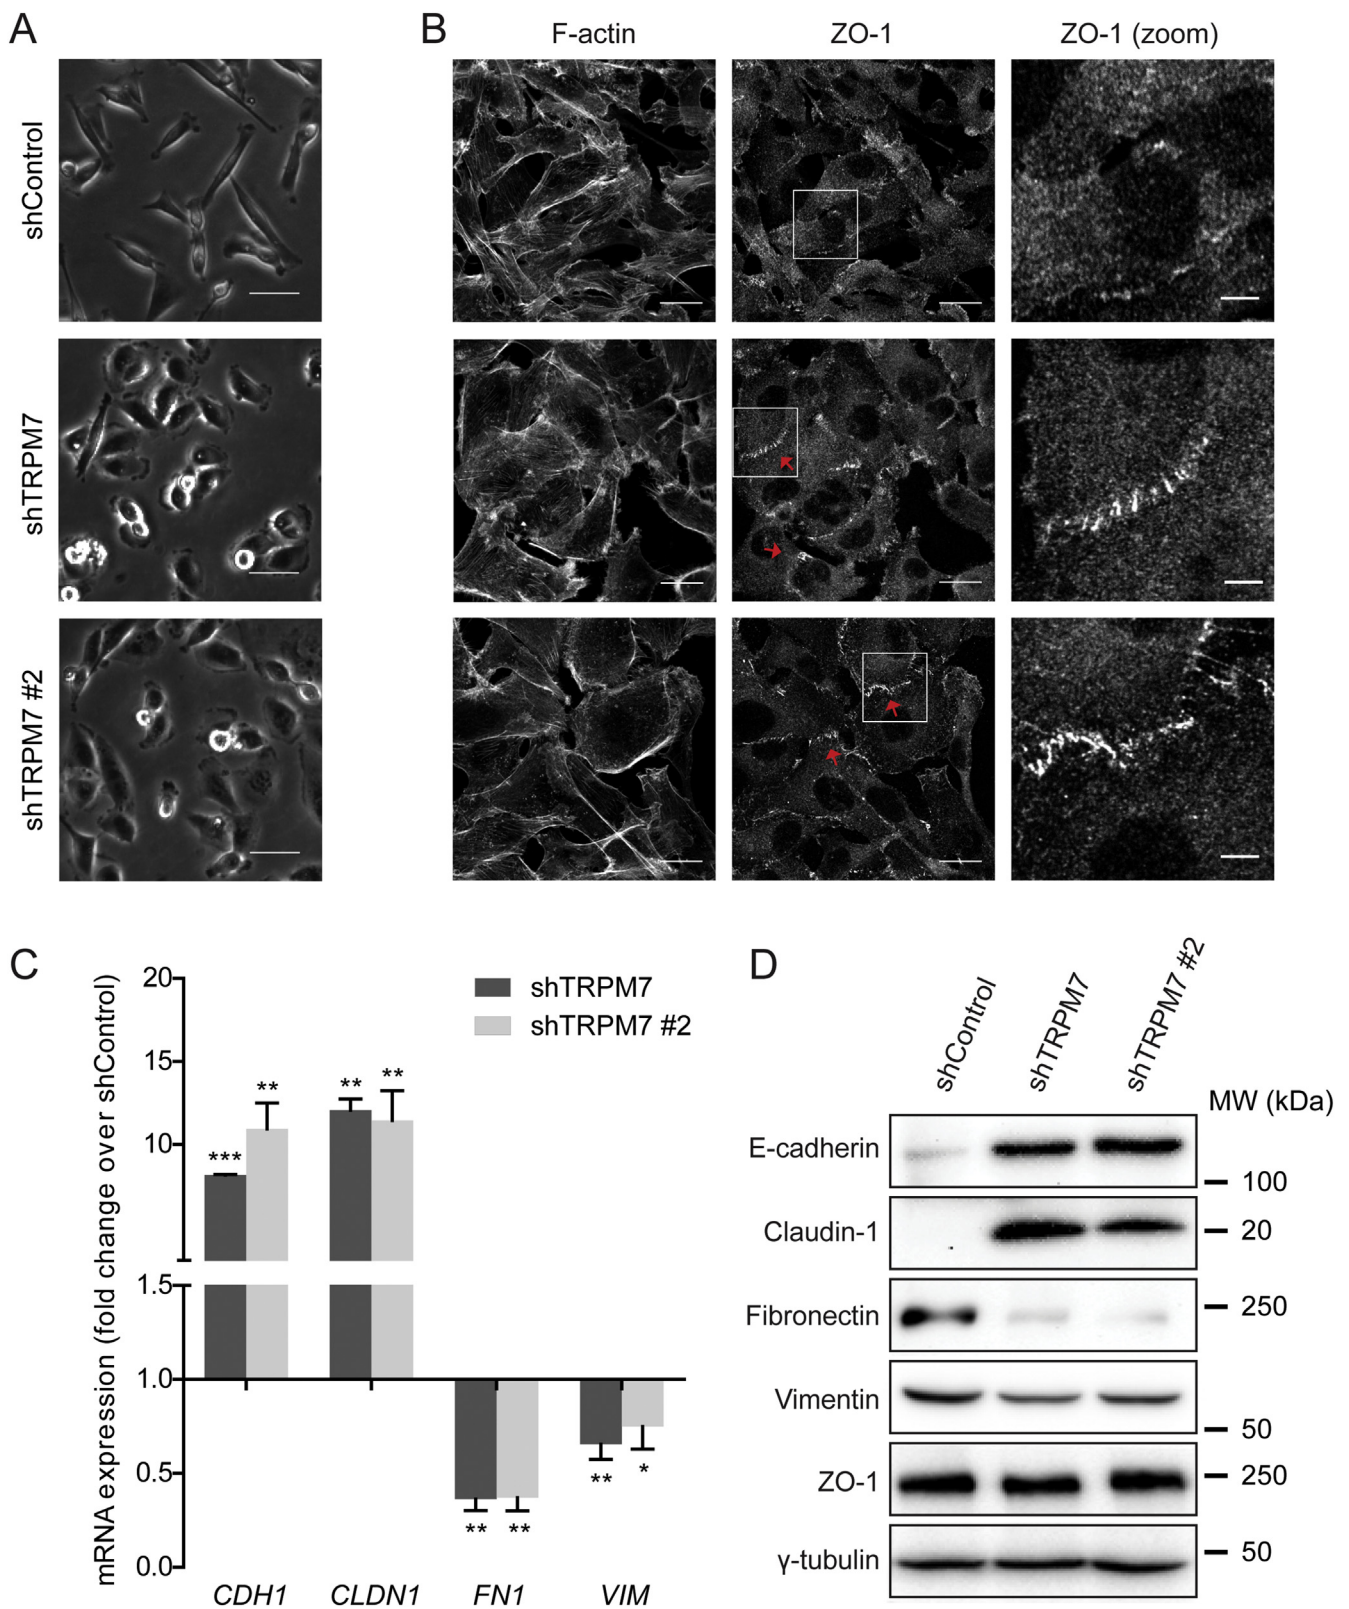 A
B
F-actin
ZO-1
ZO-1 (zoom)
shControl
shTRPM7
shTRPM7 #2
C
mRNA expression (fold change over shControl)
20
15
10
1.5
1.0
0.5
0.0
shTRPM7
shTRPM7 #2
***
**
**
**
**
**
**
*
CDH1
CLDN1
FN1
VIM
D
shControl
shTRPM7
shTRPM7 #2
MW (kDa)
E-cadherin
100
Claudin-1
20
Fibronectin
250
Vimentin
50
ZO-1
250
γ-tubulin
50